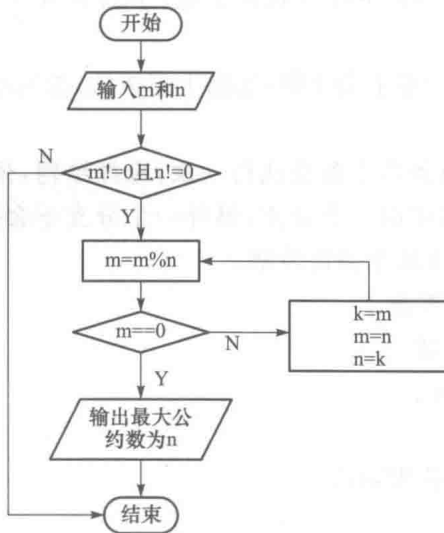 开始
输入m和n
N
m!=0且n!=0
Y
m=m%n
m==0
N
k=m
m=n
n=k
Y
输出最大公
约数为n
结束